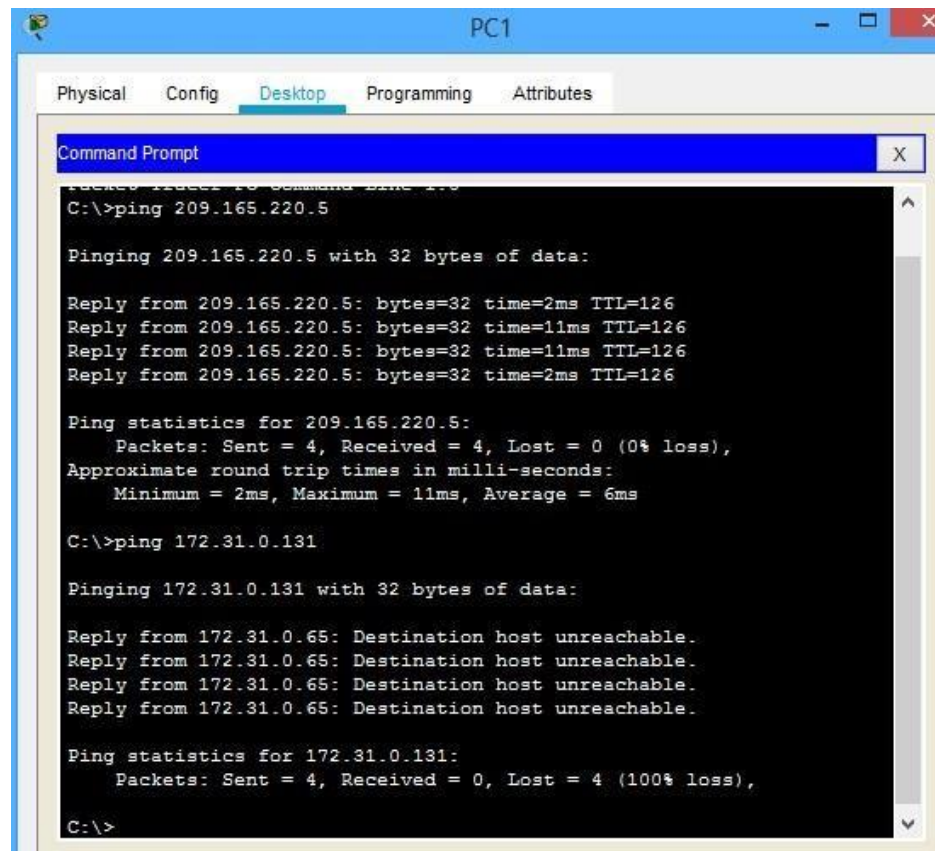 PC1
Physical Config Desktop Programming Attributes
Command Prompt X
Packet Tracer PC Command Line 1.0
C:\>ping 209.165.220.5
Pinging 209.165.220.5 with 32 bytes of data:
Reply from 209.165.220.5: bytes=32 time=2ms TTL=126
Reply from 209.165.220.5: bytes=32 time=11ms TTL=126
Reply from 209.165.220.5: bytes=32 time=11ms TTL=126
Reply from 209.165.220.5: bytes=32 time=2ms TTL=126
Ping statistics for 209.165.220.5:
Packets: Sent = 4, Received = 4, Lost = 0 (0% loss),
Approximate round trip times in milli-seconds:
Minimum = 2ms, Maximum = 11ms, Average = 6ms
C:\>ping 172.31.0.131
Pinging 172.31.0.131 with 32 bytes of data:
Reply from 172.31.0.65: Destination host unreachable.
Reply from 172.31.0.65: Destination host unreachable.
Reply from 172.31.0.65: Destination host unreachable.
Reply from 172.31.0.65: Destination host unreachable.
Ping statistics for 172.31.0.131:
Packets: Sent = 4, Received = 0, Lost = 4 (100% loss),
C:\>